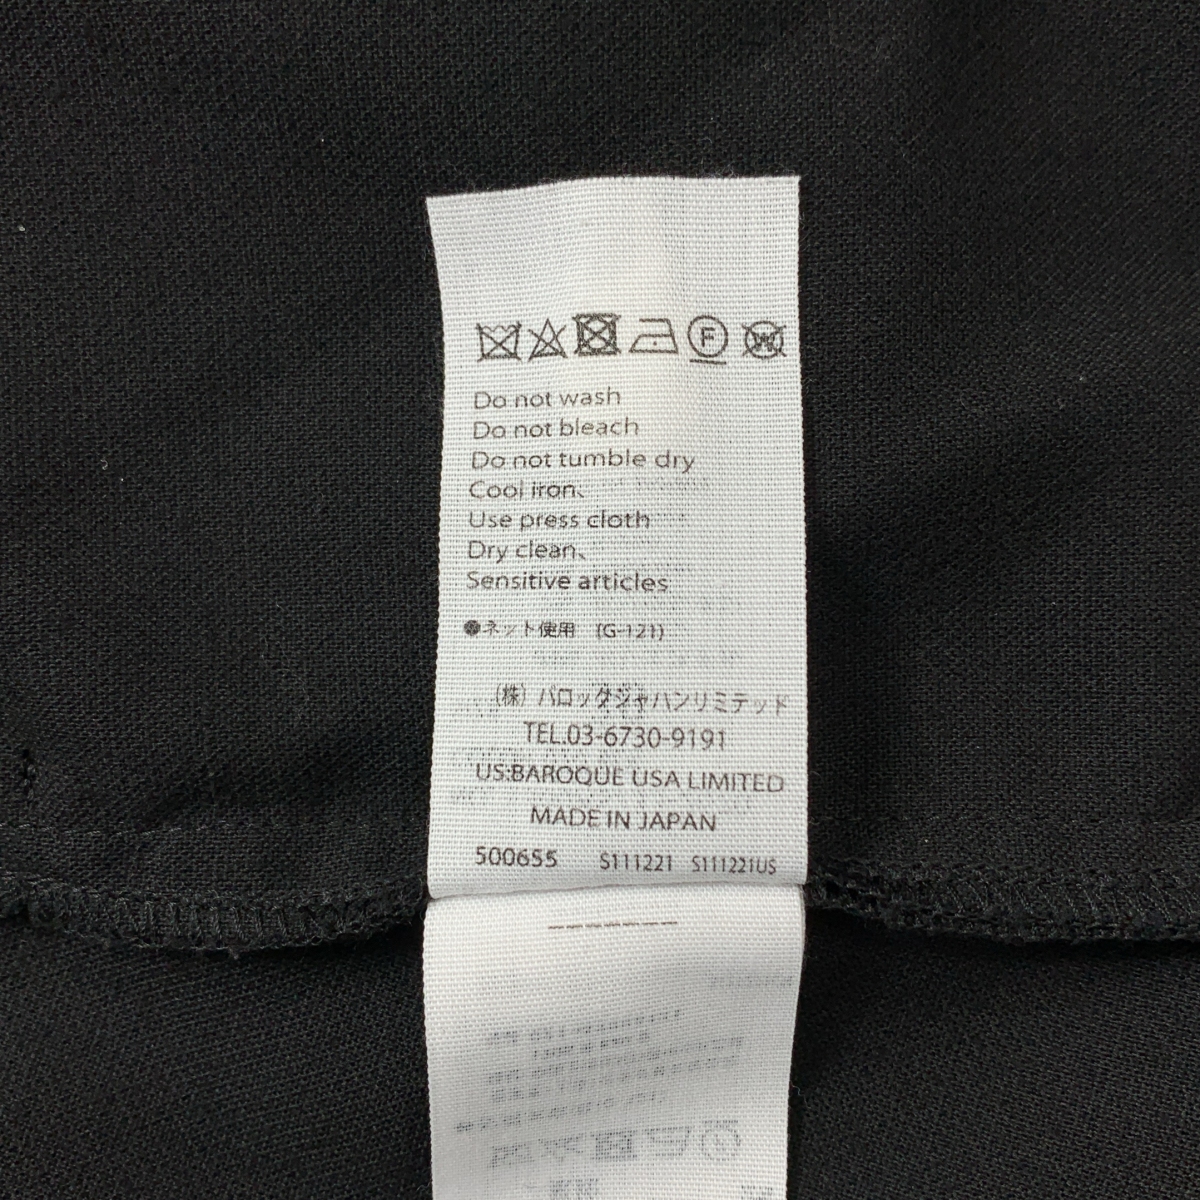 F W
Do not wash
Do not bleach
Do not tumble dry
Cool iron、
Use press cloth
Dry clean、
Sensitive articles
●ネット使用 (G-121)
(株) バロックジャパンリミテッド
TEL.03-6730-9191
US:BAROQUE USA LIMITED
MADE IN JAPAN
500655 S111221 S111221US